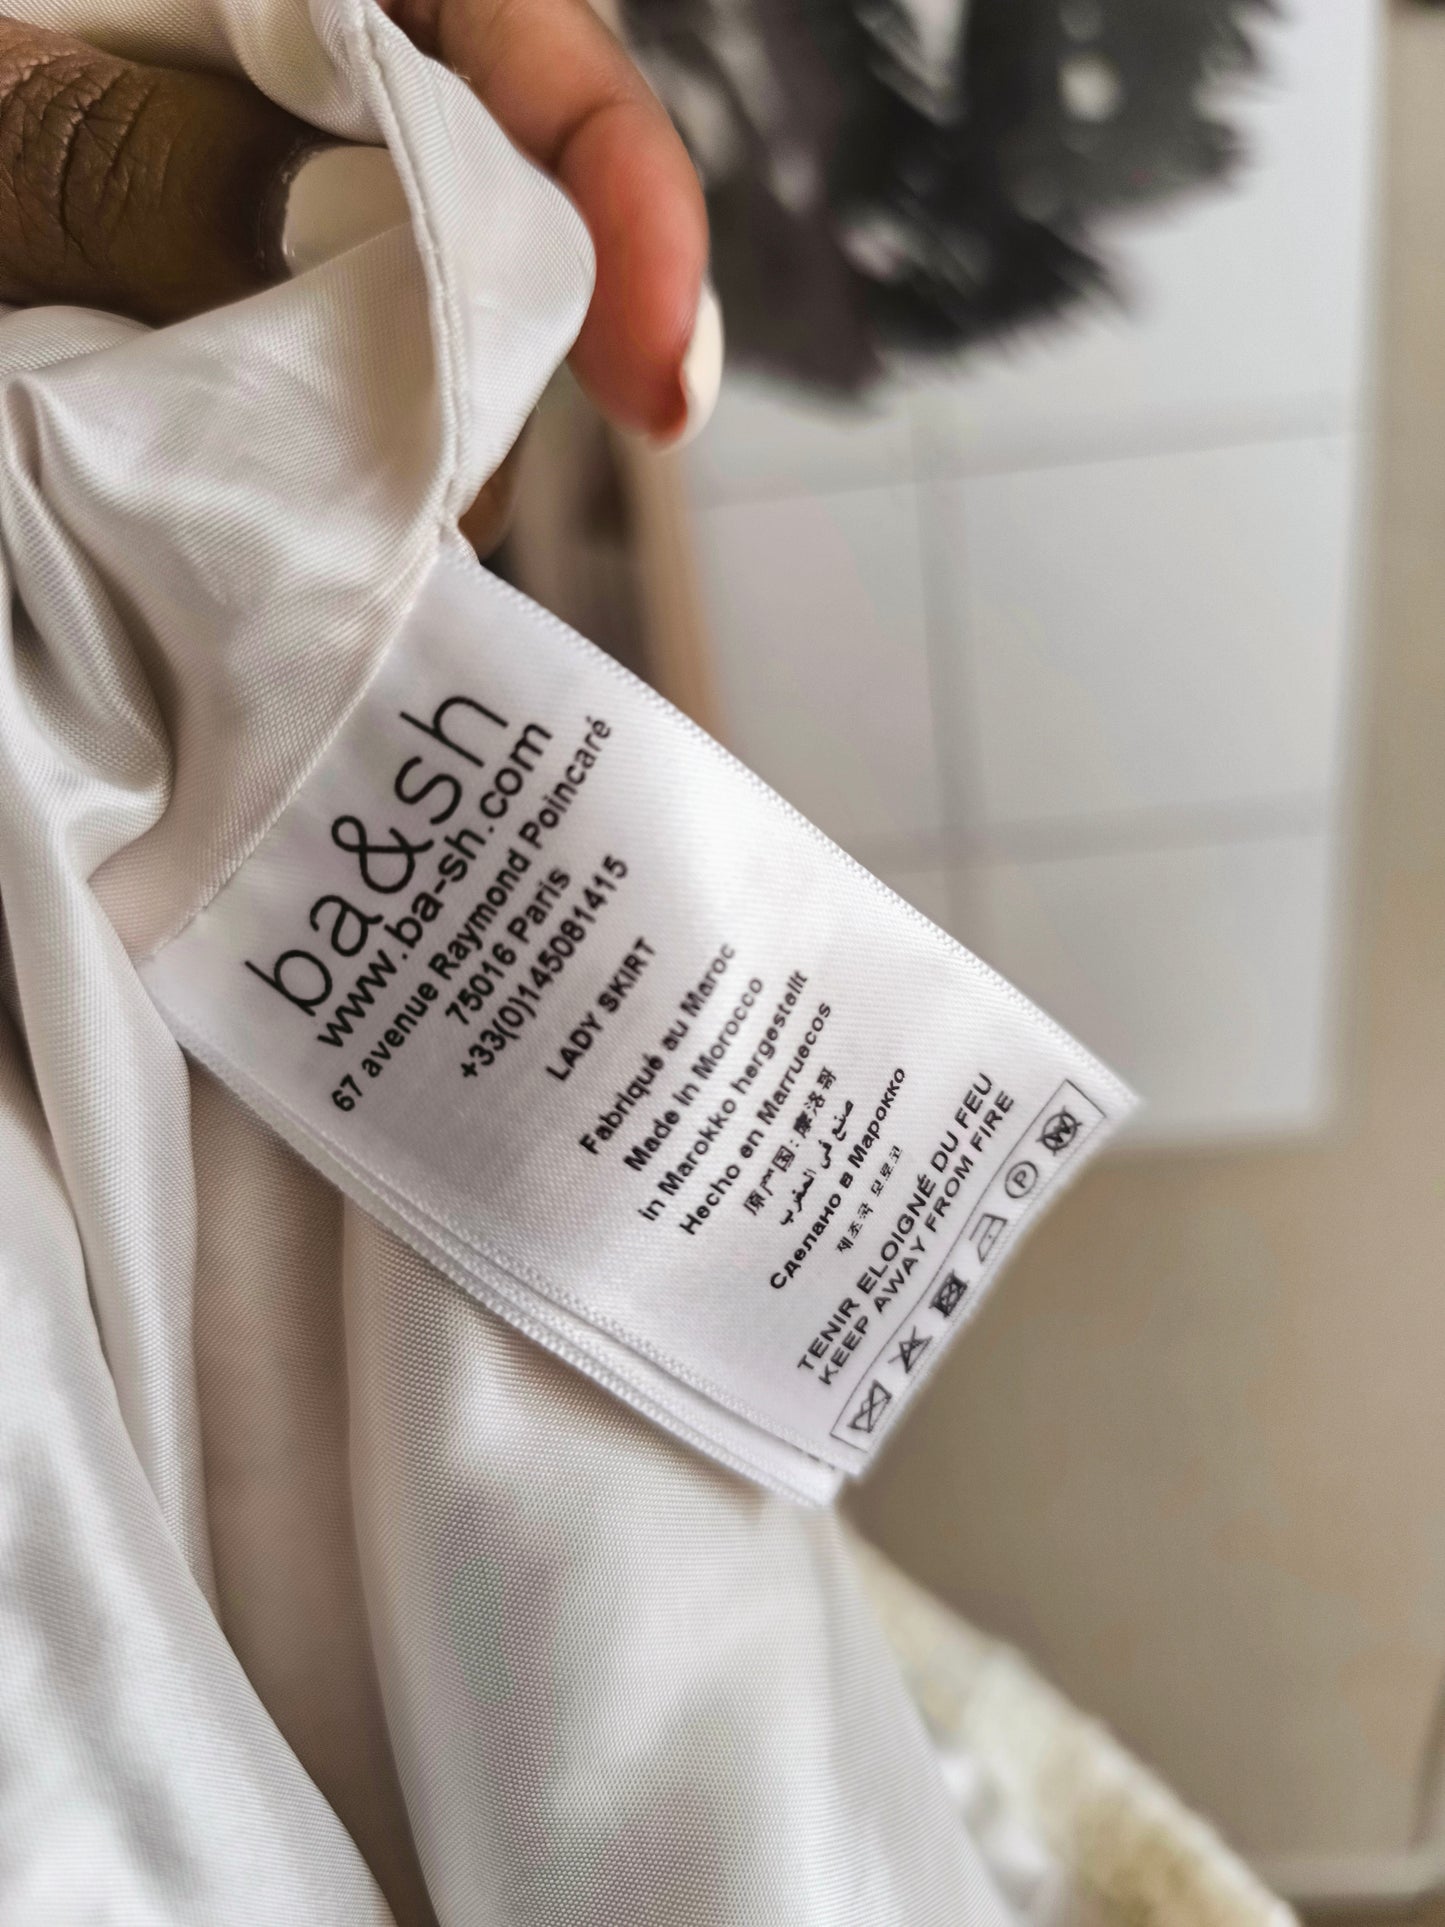 ba&sh
www.ba-sh.com
67 avenue Raymond Poincaré
75016 Paris
+33(0)145081415
LADY SKIRT
Fabriqué au Maroc
Made in Morocco
in Marokko hergestellt
Hecho en Marruecos
原产国：摩洛哥
صنع في المغرب
Сделано в Марокко
제조국 모로코
TENIR ELOIGNÉ DU FEU
KEEP AWAY FROM FIRE
P
W